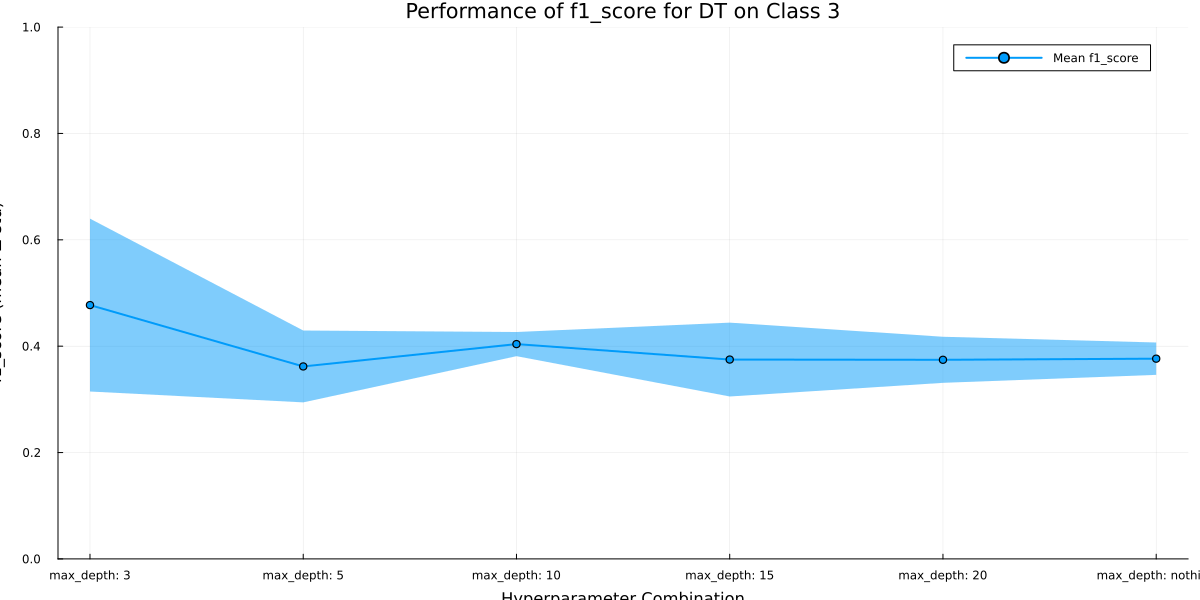 Performance of f1_score for DT on Class 3
Mean f1_score
1.0
0.8
0.6
0.4
0.2
0.0
max_depth: 3
max_depth: 5
max_depth: 10
max_depth: 15
max_depth: 20
max_depth: nothi
Hyperparameter Combination